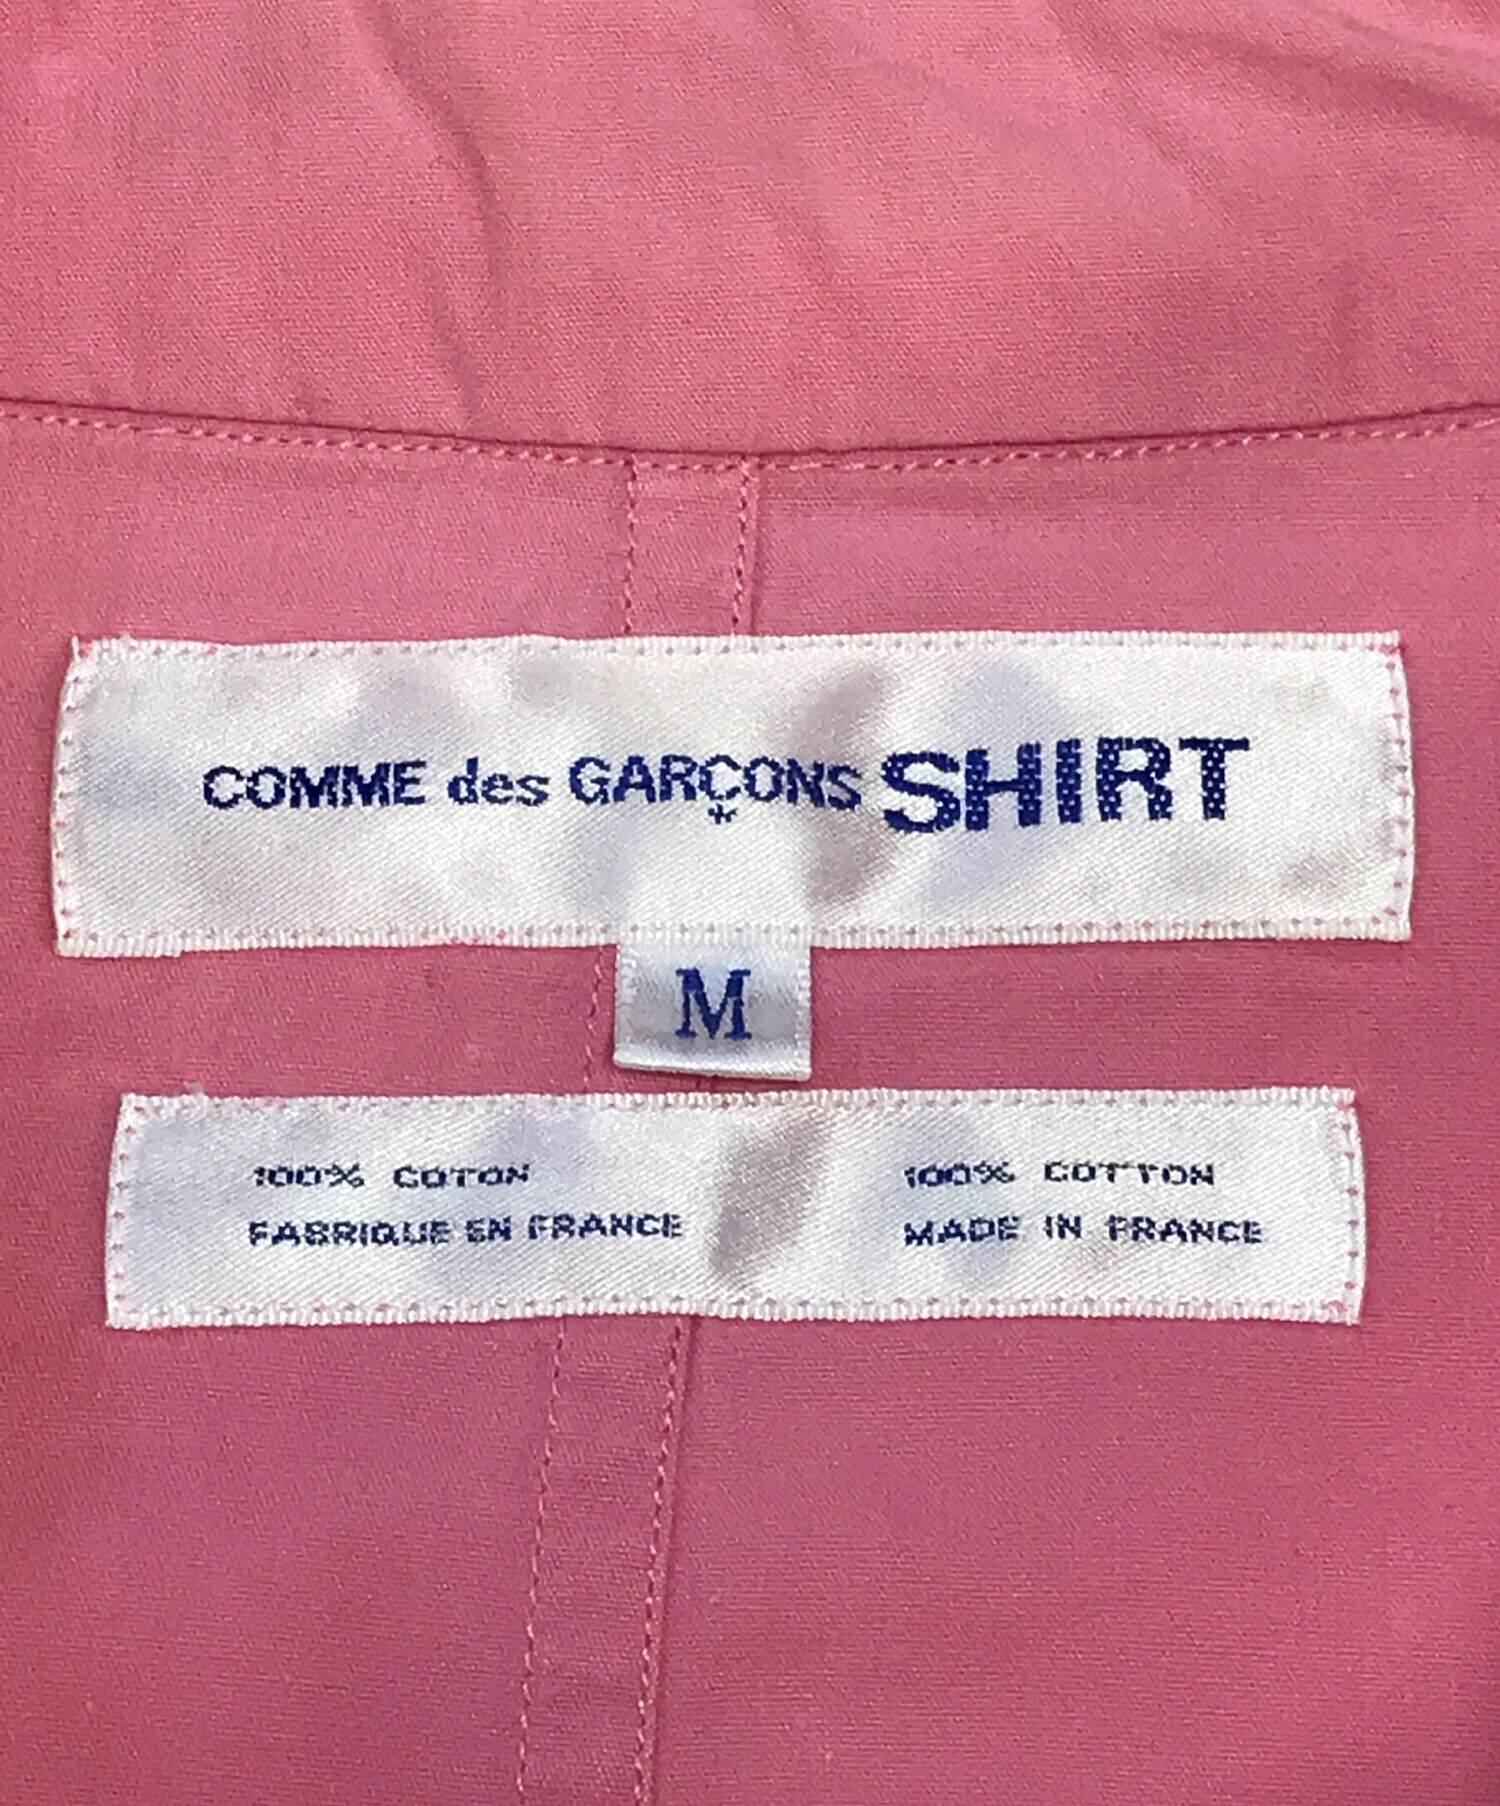 COMME des GARÇONS SHIRT
M
100% COTON 100% COTTON
FABRIQUE EN FRANCE MADE IN FRANCE